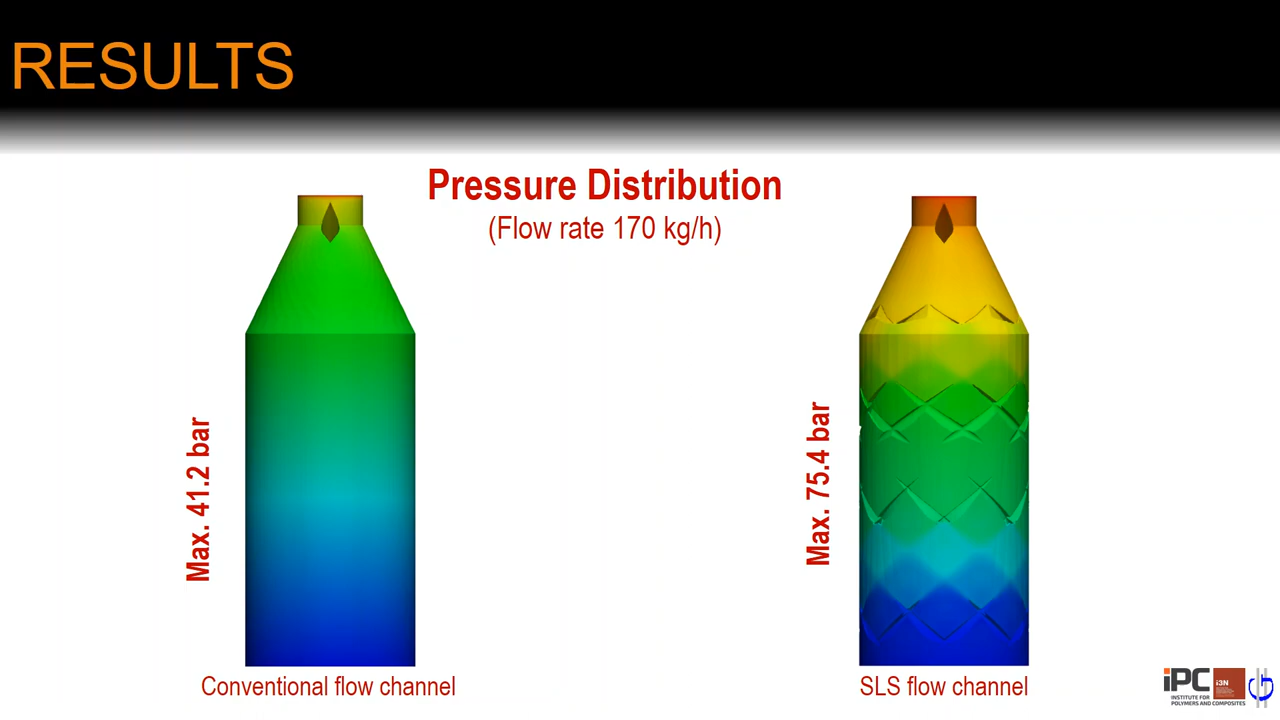 RESULTS
Pressure Distribution
(Flow rate 170 kg/h)
Max. 41.2 bar
Max. 75.4 bar
Conventional flow channel
SLS flow channel
iPC
INSTITUTE FOR
POLYMERS AND COMPOSITES
i3N